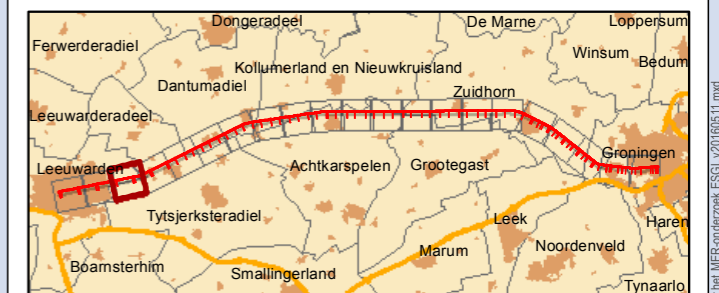 Dongeradeel
De Marne
Loppersum
Ferwerderadiel
Winsum
Bedum
Kollumerland en Nieuwkruisland
Dantumadiel
Zuidhorn
Leeuwarderadeel
Groningen
Leeuwarden
Achtkarspelen
Grootegast
Tytsjerksteradiel
Leek
Haren
Noordenveld
Marum
Boarnsterhim
Smallingerland
Tynaarlo